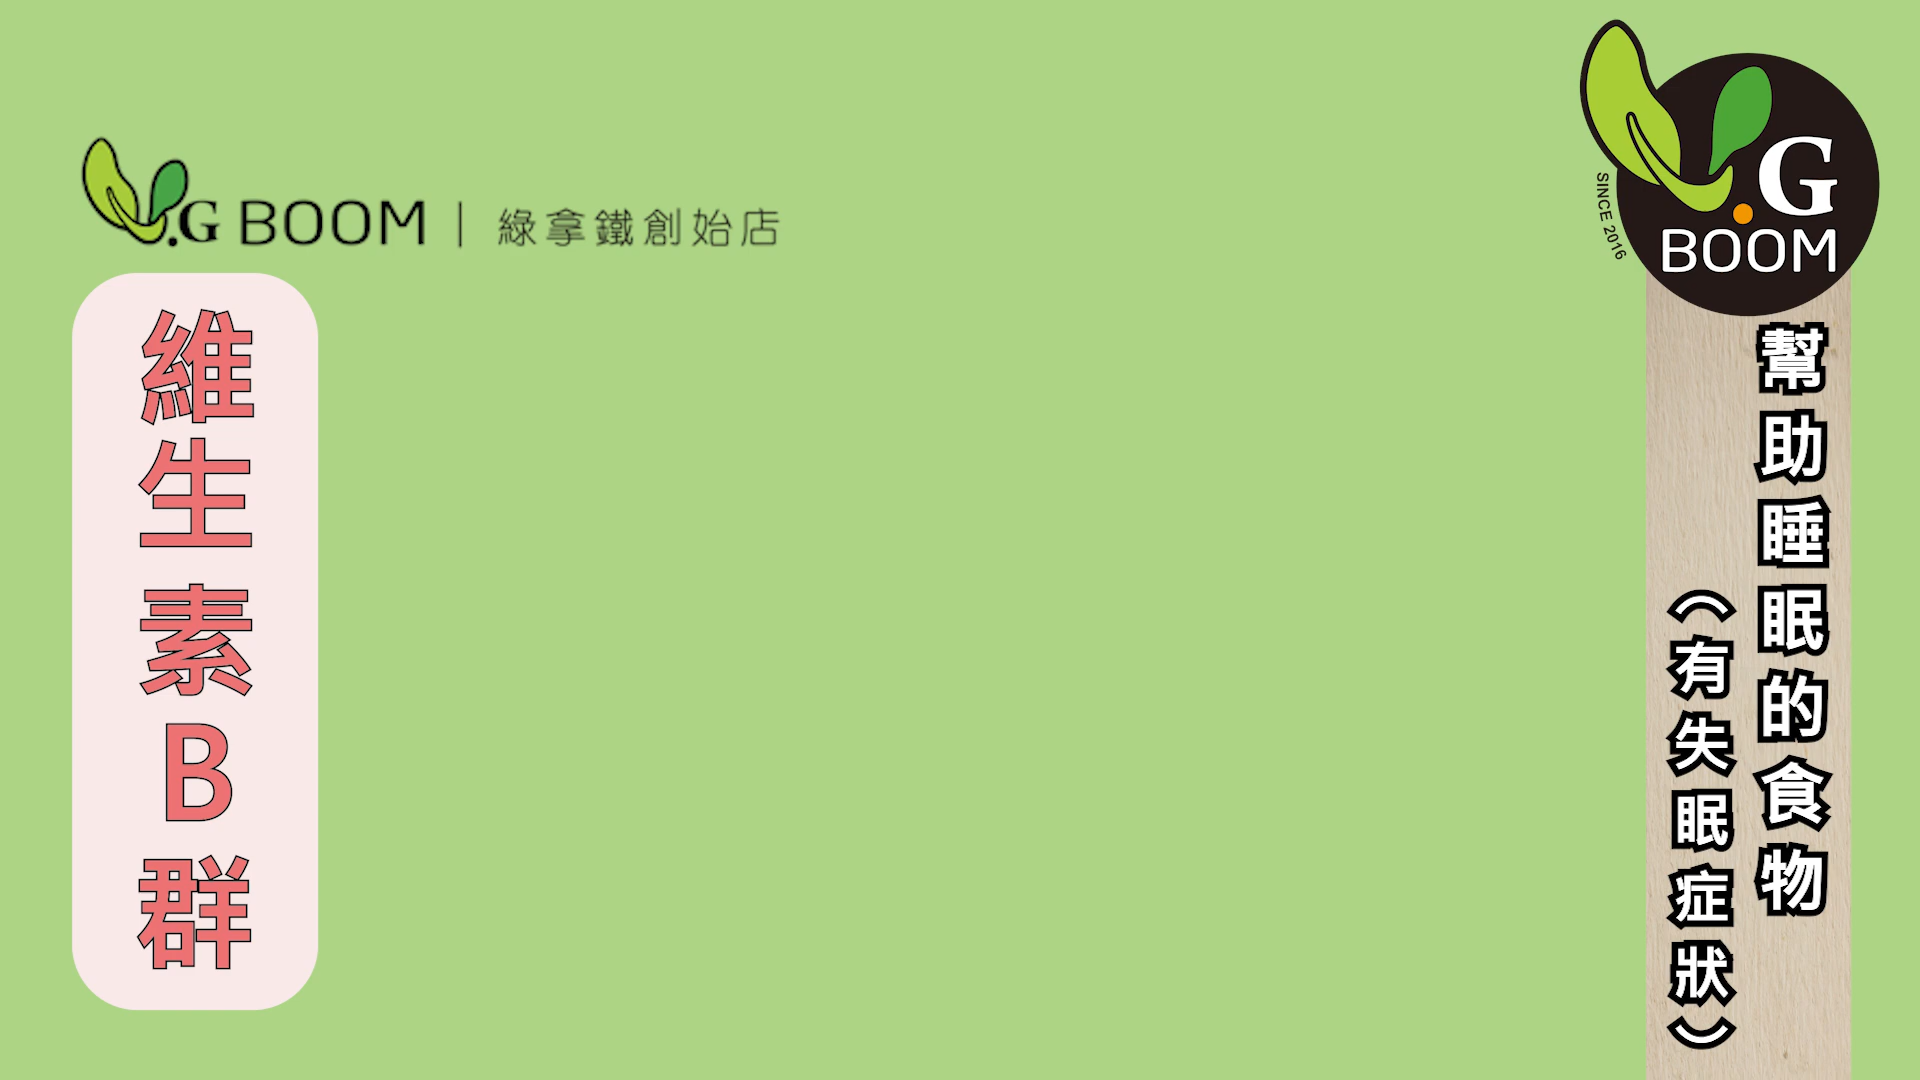 V.G BOOM | 綠拿鐵創始店
維生素B群
V.G
BOOM
SINCE 2016
幫助睡眠的食物
(有失眠症狀)